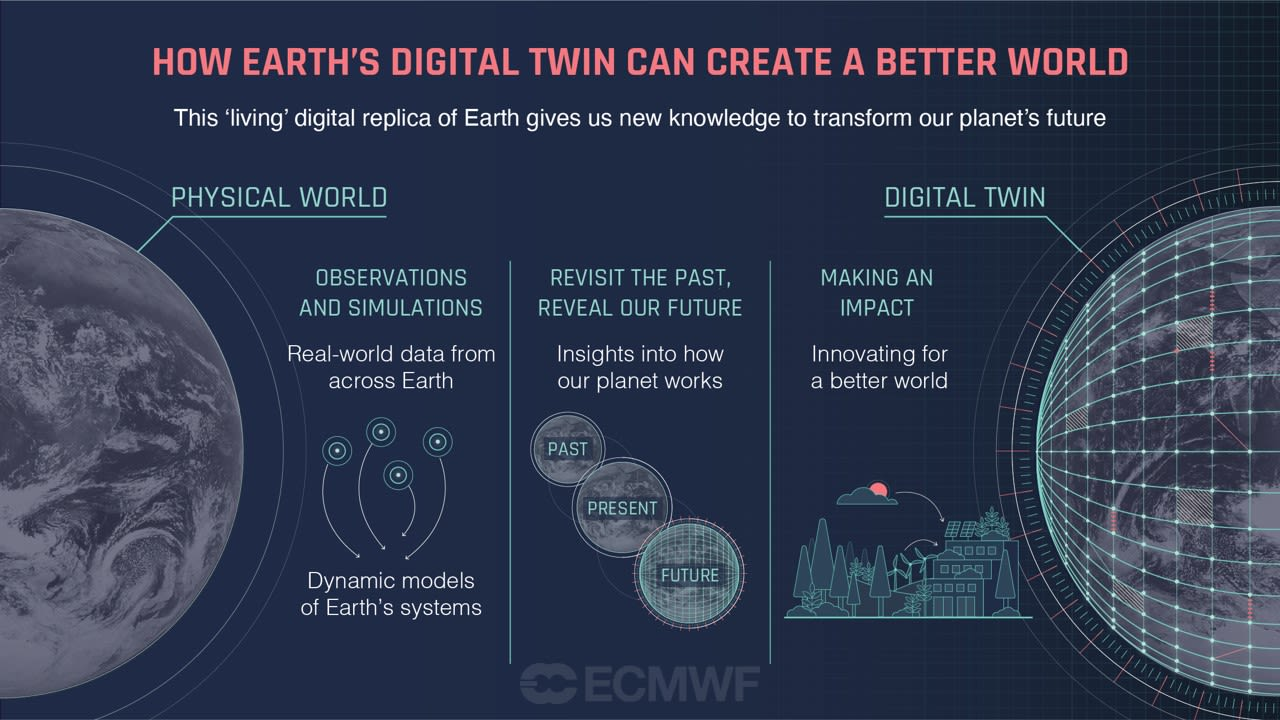 HOW EARTH'S DIGITAL TWIN CAN CREATE A BETTER WORLD
This ‘living’ digital replica of Earth gives us new knowledge to transform our planet’s future
PHYSICAL WORLD
DIGITAL TWIN
OBSERVATIONS
AND SIMULATIONS
Real-world data from
across Earth
Dynamic models
of Earth’s systems
REVISIT THE PAST,
REVEAL OUR FUTURE
Insights into how
our planet works
PAST
PRESENT
FUTURE
MAKING AN
IMPACT
Innovating for
a better world
ECMWF